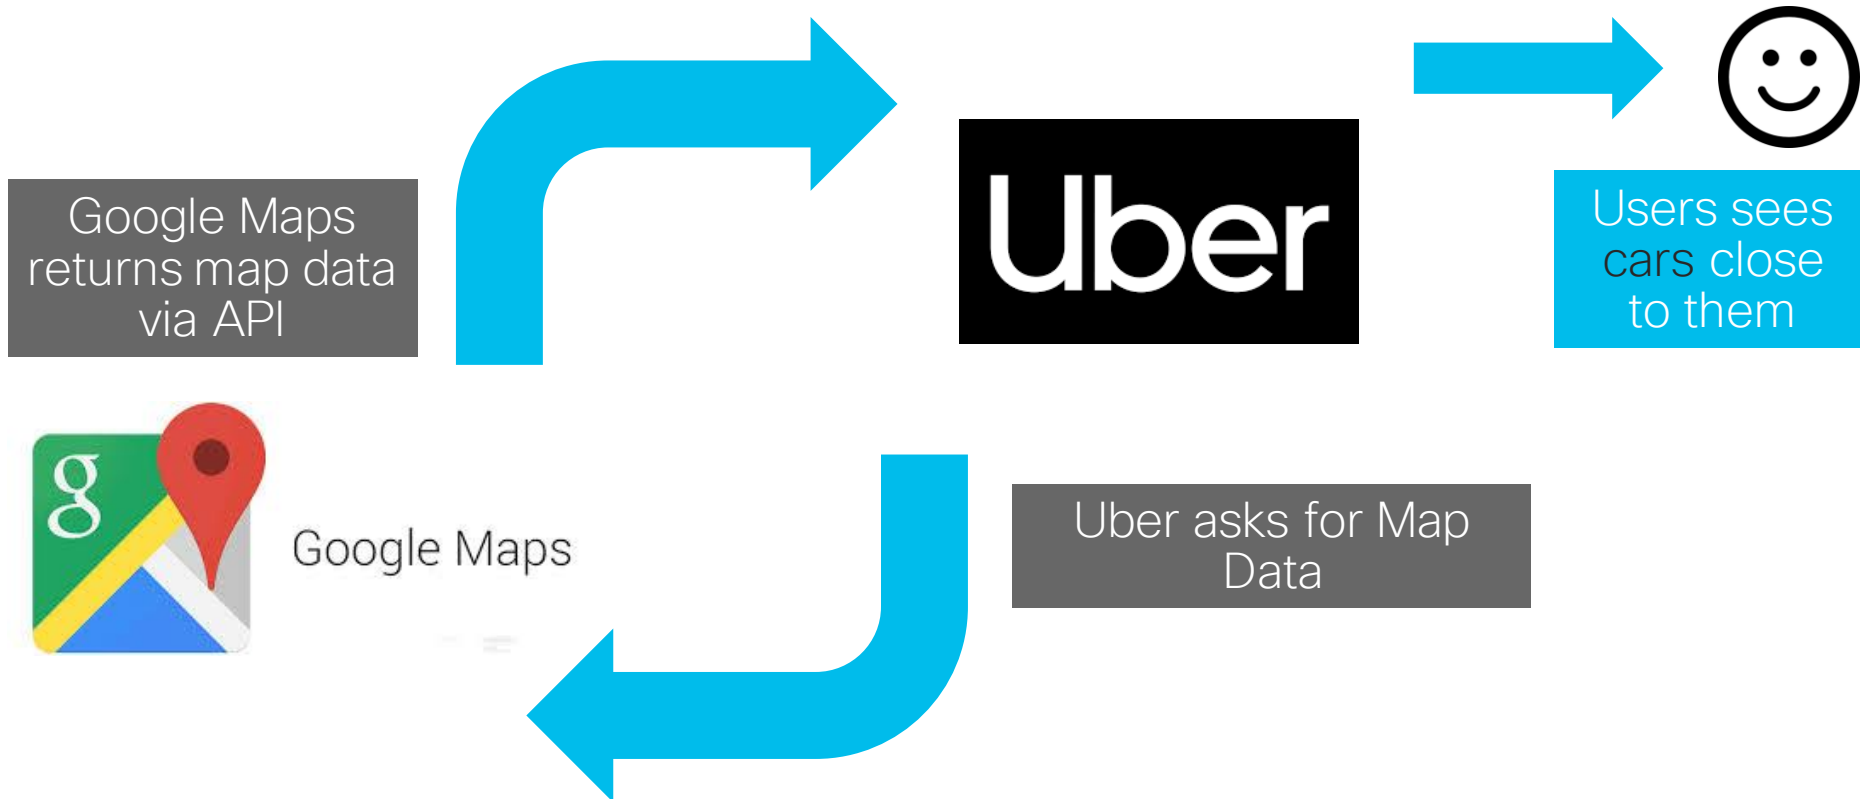 Google Maps
returns map data
via API
Uber
Users sees
cars close
to them
g
Google Maps
Uber asks for Map
Data